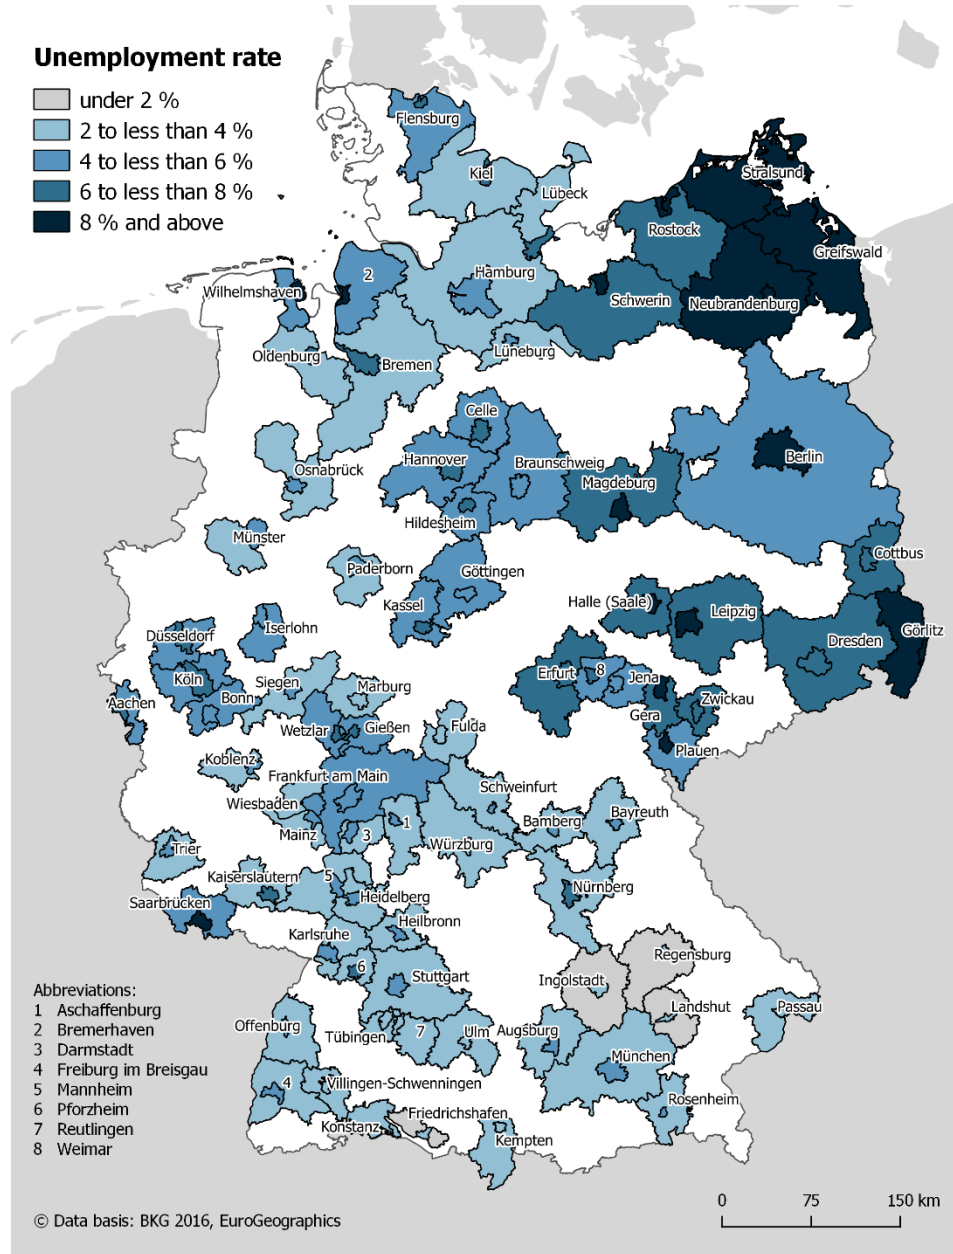 Unemployment rate
under 2 %
2 to less than 4 %
4 to less than 6 %
6 to less than 8 %
8 % and above
Flensburg
Kiel
Lübeck
Stralsund
Rostock
Greifswald
Wilhelmshaven
2
Hamburg
Schwerin
Neubrandenburg
Oldenburg
Bremen
Lüneburg
Celle
Osnabrück
Hannover
Braunschweig
Berlin
Magdeburg
Hildesheim
Münster
Cottbus
Paderborn
Göttingen
Kassel
Halle (Saale)
Leipzig
Düsseldorf
Iserlohn
Görlitz
Dresden
Köln
Siegen
Marburg
Erfurt
8
Jena
Aachen
Bonn
Zwickau
Gera
Wetzlar
Gießen
Fulda
Plauen
Koblenz
Frankfurt am Main
Schweinfurt
Wiesbaden
Bayreuth
Mainz
3
1
Bamberg
Würzburg
Trier
Kaiserslautern
5
Heidelberg
Nürnberg
Saarbrücken
Heilbronn
Karlsruhe
6
Stuttgart
Regensburg
Ingolstadt
Landshut
Passau
Offenburg
Tübingen
7
Ulm
Augsburg
München
4
Villingen-Schwenningen
Rosenheim
Friedrichshafen
Konstanz
Kempten
Abbreviations:
1 Aschaffenburg
2 Bremerhaven
3 Darmstadt
4 Freiburg im Breisgau
5 Mannheim
6 Pforzheim
7 Reutlingen
8 Weimar
0 75 150 km
© Data basis: BKG 2016, EuroGeographics